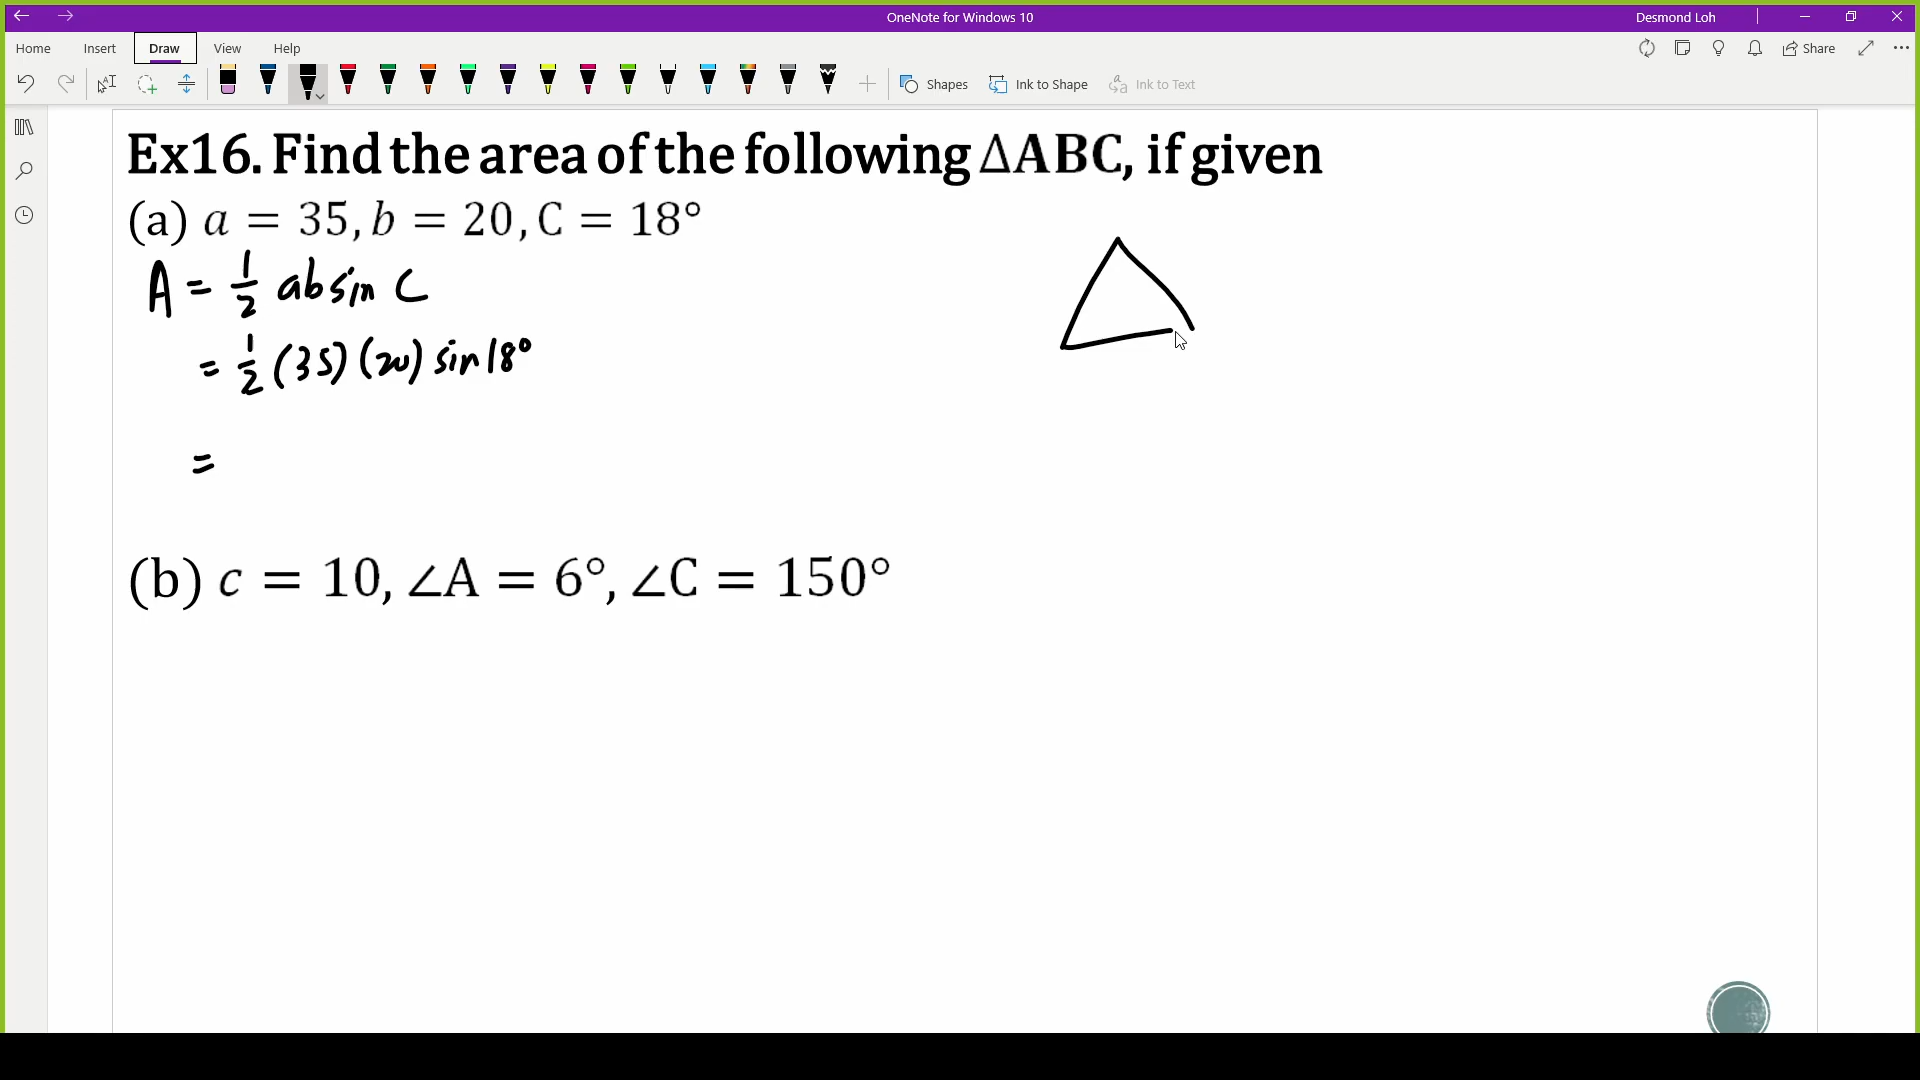 OneNote for Windows 10
Desmond Loh
Home Insert Draw View Help
Share
Shapes Ink to Shape Ink to Text
Ex16. Find the area of the following ΔABC, if given
(a) a = 35, b = 20, C = 18°
A = 1/2 ab sin C
= 1/2 (35) (20) sin 18°
=
(b) c = 10, ∠A = 6°, ∠C = 150°